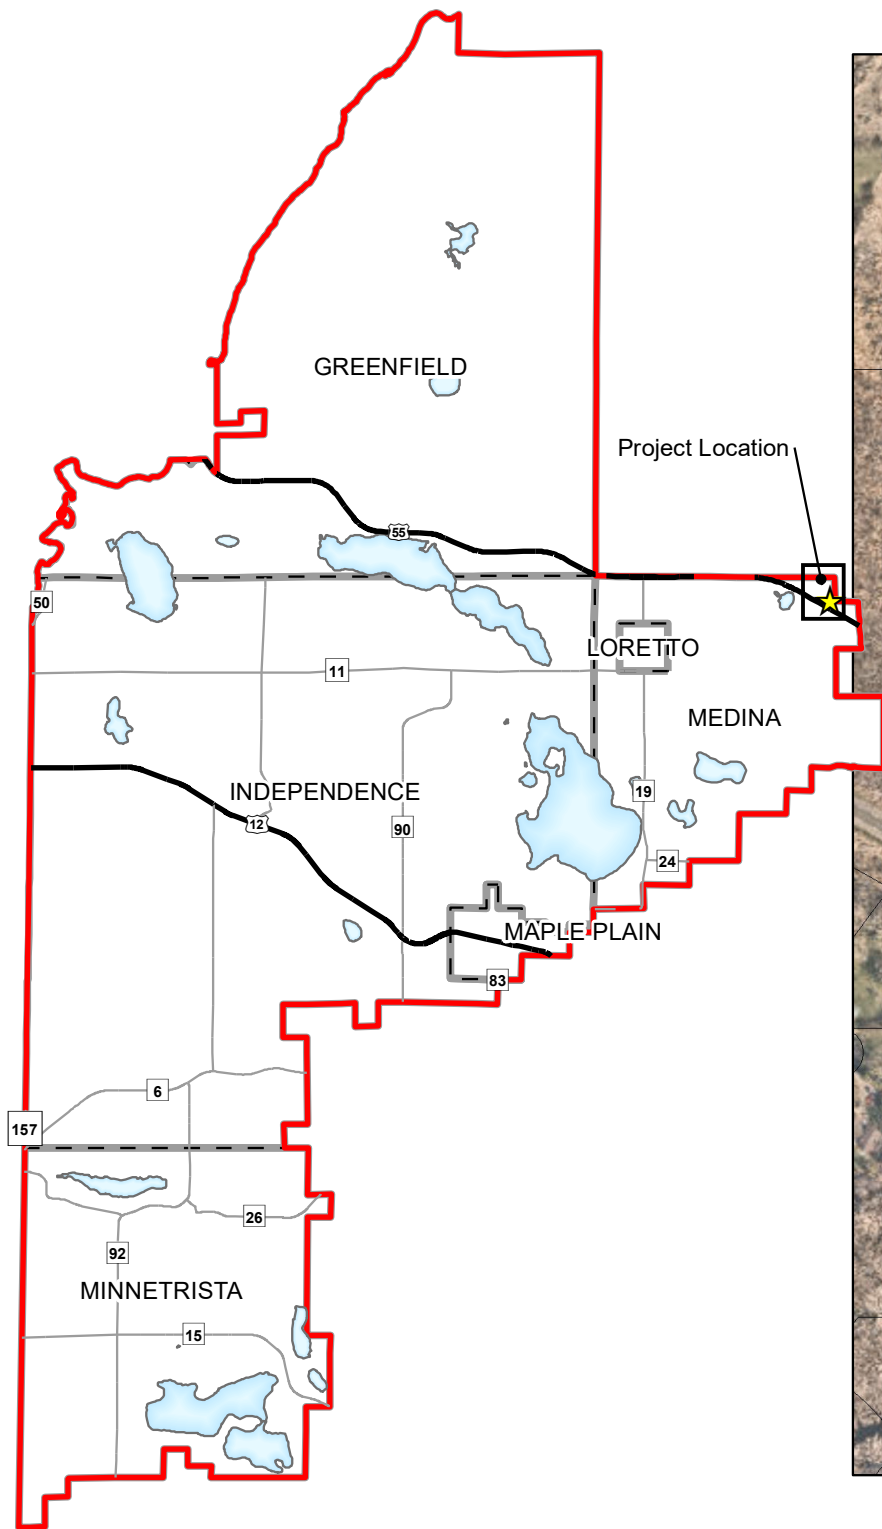 GREENFIELD
Project Location
55
50
LORETTO
11
MEDINA
INDEPENDENCE
19
12
90
24
MAPLE PLAIN
83
6
157
26
92
MINNETRISTA
15